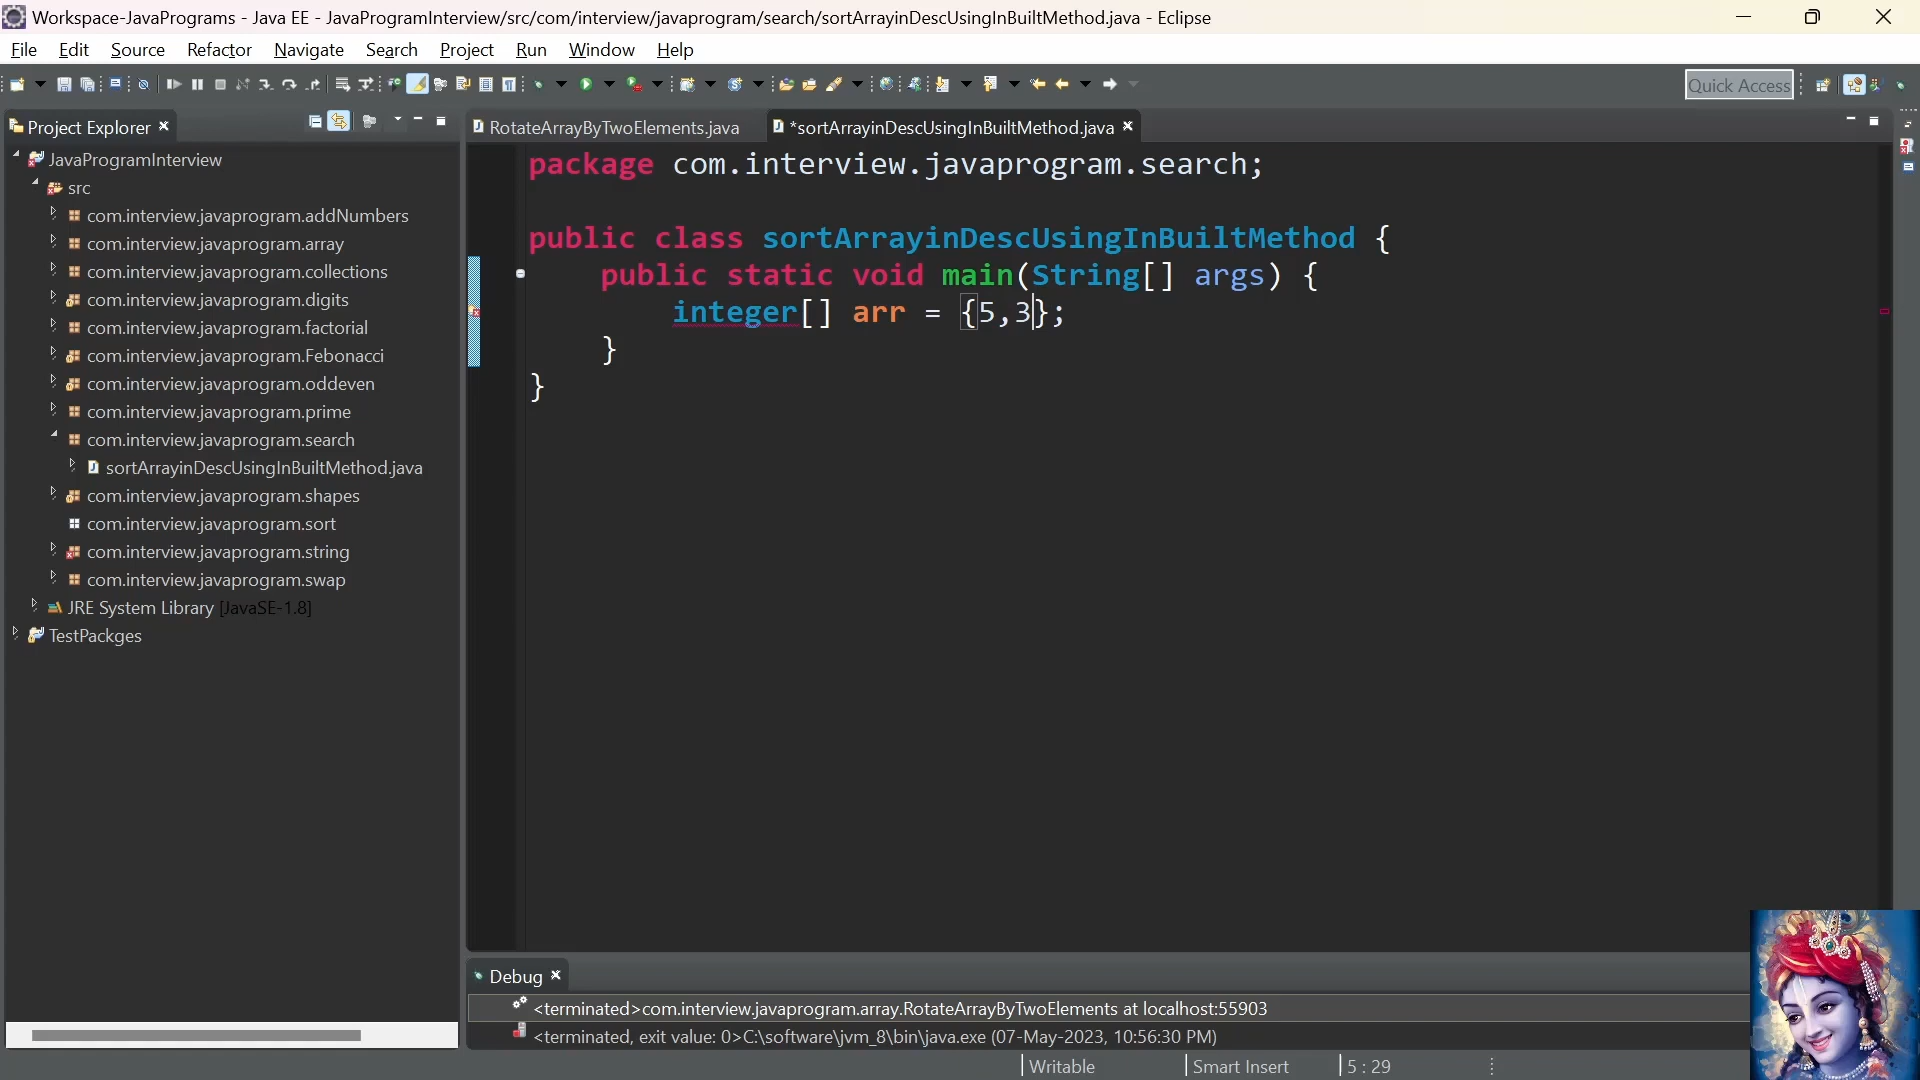 Workspace-JavaPrograms - Java EE - JavaProgramInterview/src/com/interview/javaprogram/search/sortArrayinDescUsingInBuiltMethod.java - Eclipse
File Edit Source Refactor Navigate Search Project Run Window Help
Quick Access
Project Explorer
RotateArrayByTwoElements.java
*sortArrayinDescUsingInBuiltMethod.java
JavaProgramInterview
src
com.interview.javaprogram.addNumbers
com.interview.javaprogram.array
com.interview.javaprogram.collections
com.interview.javaprogram.digits
com.interview.javaprogram.factorial
com.interview.javaprogram.Febonacci
com.interview.javaprogram.oddeven
com.interview.javaprogram.prime
com.interview.javaprogram.search
sortArrayinDescUsingInBuiltMethod.java
com.interview.javaprogram.shapes
com.interview.javaprogram.sort
com.interview.javaprogram.string
com.interview.javaprogram.swap
JRE System Library [JavaSE-1.8]
TestPackges
package com.interview.javaprogram.search;
public class sortArrayinDescUsingInBuiltMethod {
public static void main(String[] args) {
integer[] arr = {5,3};
}
}
Debug
<terminated>com.interview.javaprogram.array.RotateArrayByTwoElements at localhost:55903
<terminated, exit value: 0>C:\software\jvm_8\bin\java.exe (07-May-2023, 10:56:30 PM)
Writable
Smart Insert
5 : 29